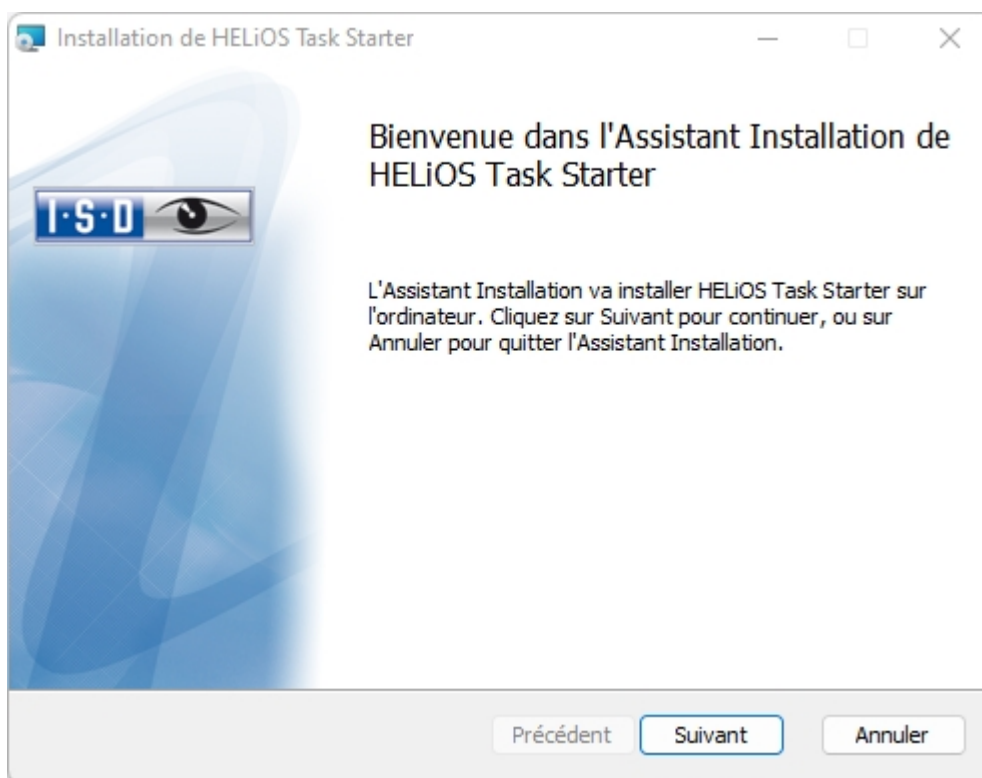 Installation de HELiOS Task Starter
Bienvenue dans l'Assistant Installation de
HELiOS Task Starter
I·S·D
L'Assistant Installation va installer HELiOS Task Starter sur
l'ordinateur. Cliquez sur Suivant pour continuer, ou sur
Annuler pour quitter l'Assistant Installation.
Précédent Suivant Annuler